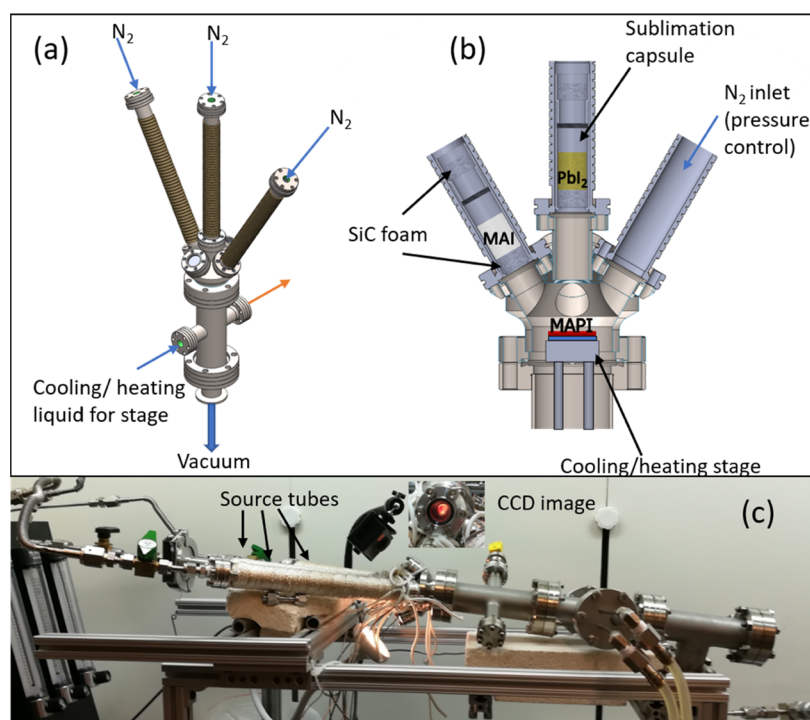 (a)
N₂
N₂
N₂
Cooling/ heating
liquid for stage
Vacuum
(b)
Sublimation
capsule
N₂ inlet
(pressure
control)
PbI₂
SiC foam
MAI
MAPI
Cooling/heating stage
Source tubes
CCD image
(c)